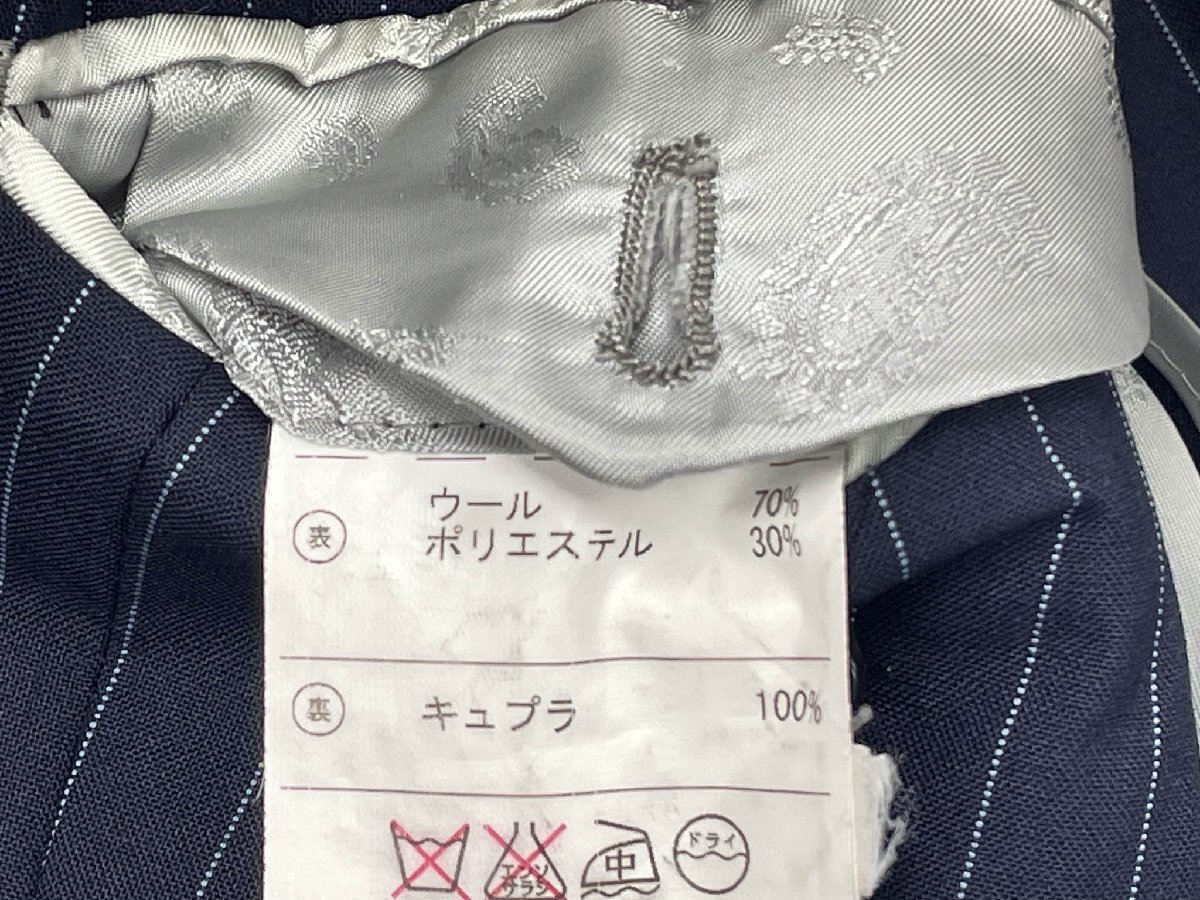 表 ウール 70%
ポリエステル 30%
裏 キュプラ 100%
エンソ
サラシ
中
ドライ